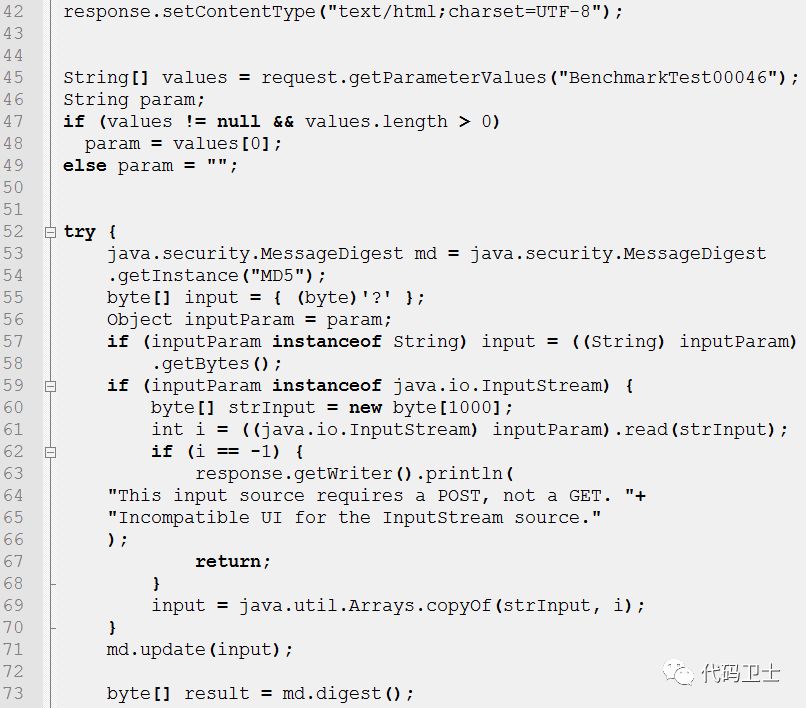 42 response.setContentType("text/html;charset=UTF-8");
43
44
45 String[] values = request.getParameterValues("BenchmarkTest00046");
46 String param;
47 if (values != null && values.length > 0)
48   param = values[0];
49 else param = "";
50
51
52 try {
53     java.security.MessageDigest md = java.security.MessageDigest
54     .getInstance("MD5");
55     byte[] input = { (byte)'?' };
56     Object inputParam = param;
57     if (inputParam instanceof String) input = ((String) inputParam)
58         .getBytes();
59     if (inputParam instanceof java.io.InputStream) {
60         byte[] strInput = new byte[1000];
61         int i = ((java.io.InputStream) inputParam).read(strInput);
62         if (i == -1) {
63             response.getWriter().println(
64     "This input source requires a POST, not a GET. "+
65     "Incompatible UI for the InputStream source."
66     );
67             return;
68         }
69         input = java.util.Arrays.copyOf(strInput, i);
70     }
71     md.update(input);
72
73     byte[] result = md.digest();
代码卫士